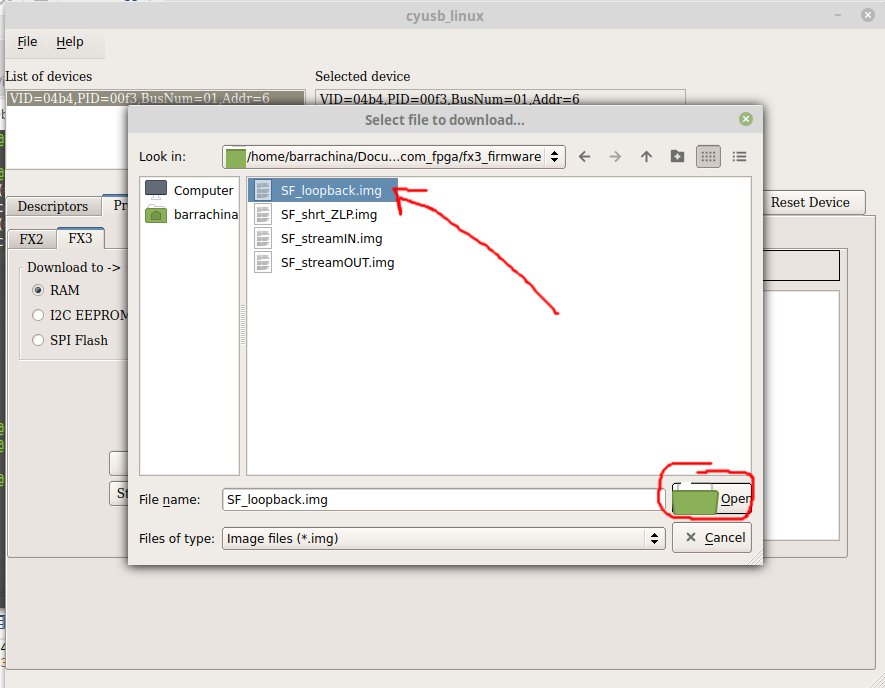 cyusb_linux
File Help
List of devices
Selected device
VID=04b4,PID=00f3,BusNum=01,Addr=6
VID=04b4,PID=00f3,BusNum=01,Addr=6
Select file to download...
Look in:
/home/barrachina/Docu...com_fpga/fx3_firmware
Computer
barrachina
SF_loopback.img
SF_shrt_ZLP.img
SF_streamIN.img
SF_streamOUT.img
Descriptors
Reset Device
FX2
FX3
Download to ->
RAM
I2C EEPROM
SPI Flash
File name:
SF_loopback.img
Open
Files of type:
Image files (*.img)
Cancel